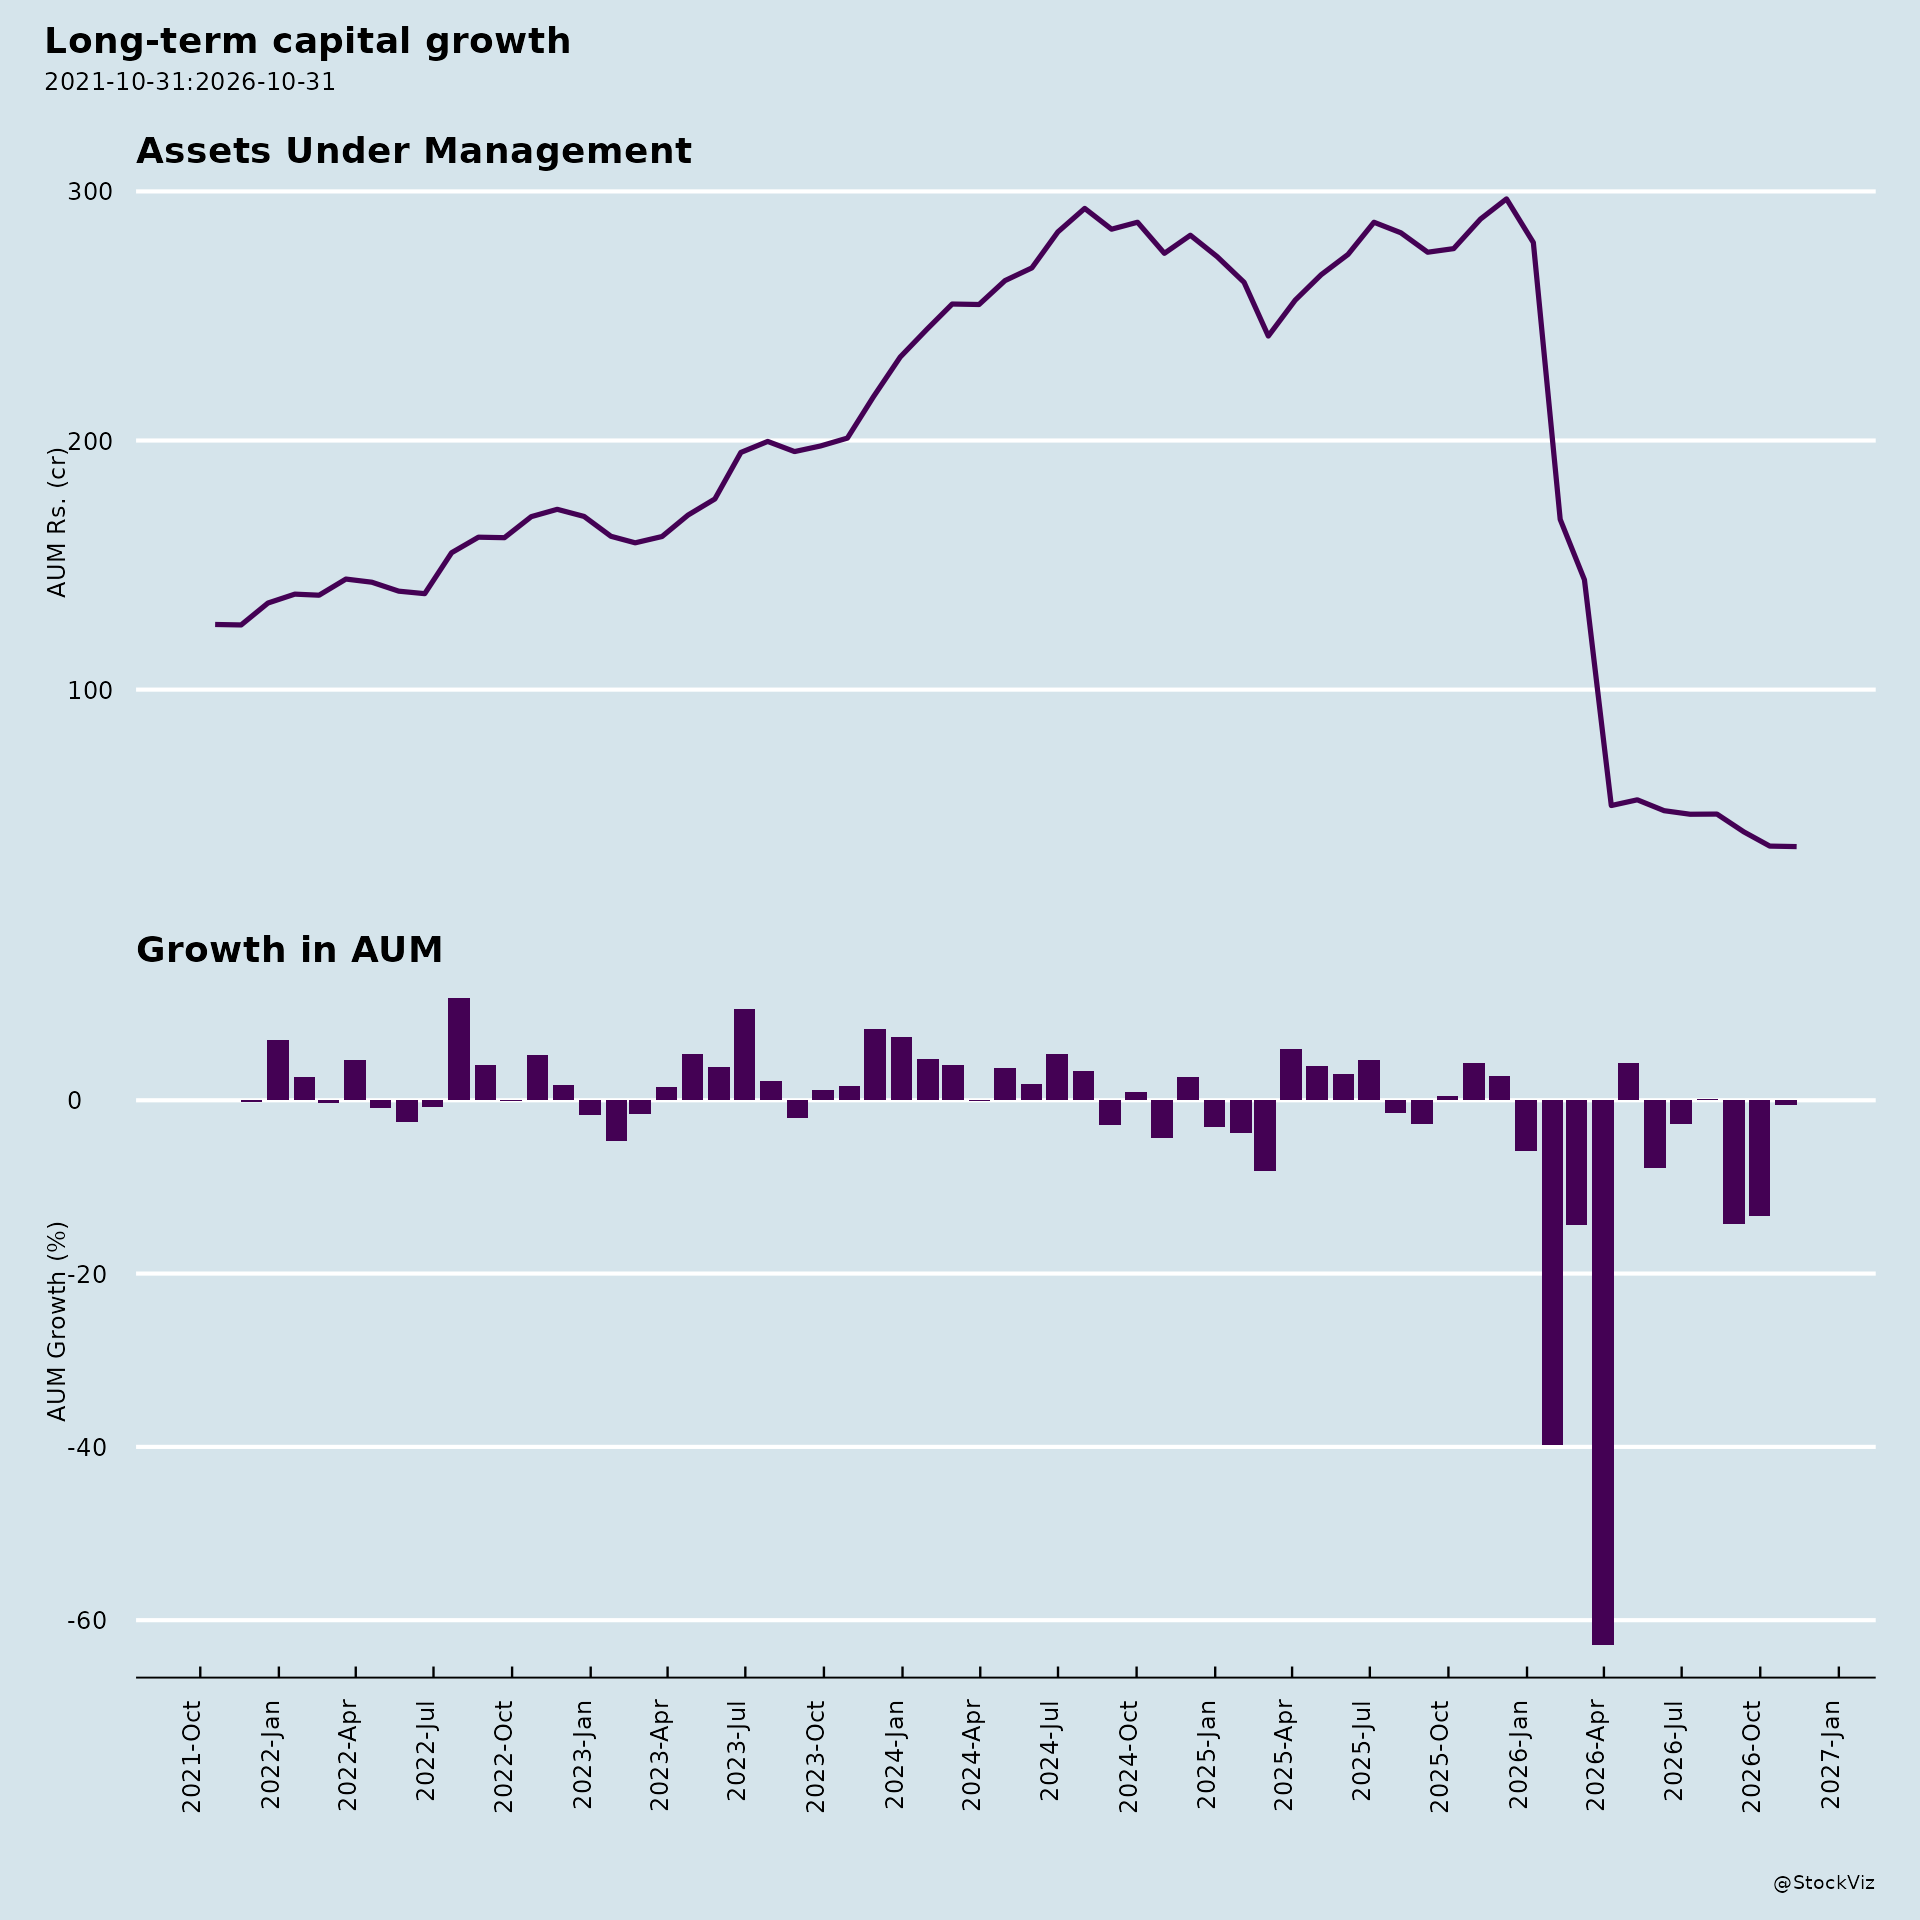 Long-term capital growth
2021-10-31:2026-10-31
Assets Under Management
300
200
100
AUM Rs. (cr)
Growth in AUM
0
-20
-40
-60
AUM Growth (%)
2021-Oct
2022-Jan
2022-Apr
2022-Jul
2022-Oct
2023-Jan
2023-Apr
2023-Jul
2023-Oct
2024-Jan
2024-Apr
2024-Jul
2024-Oct
2025-Jan
2025-Apr
2025-Jul
2025-Oct
2026-Jan
2026-Apr
2026-Jul
2026-Oct
2027-Jan
@StockViz